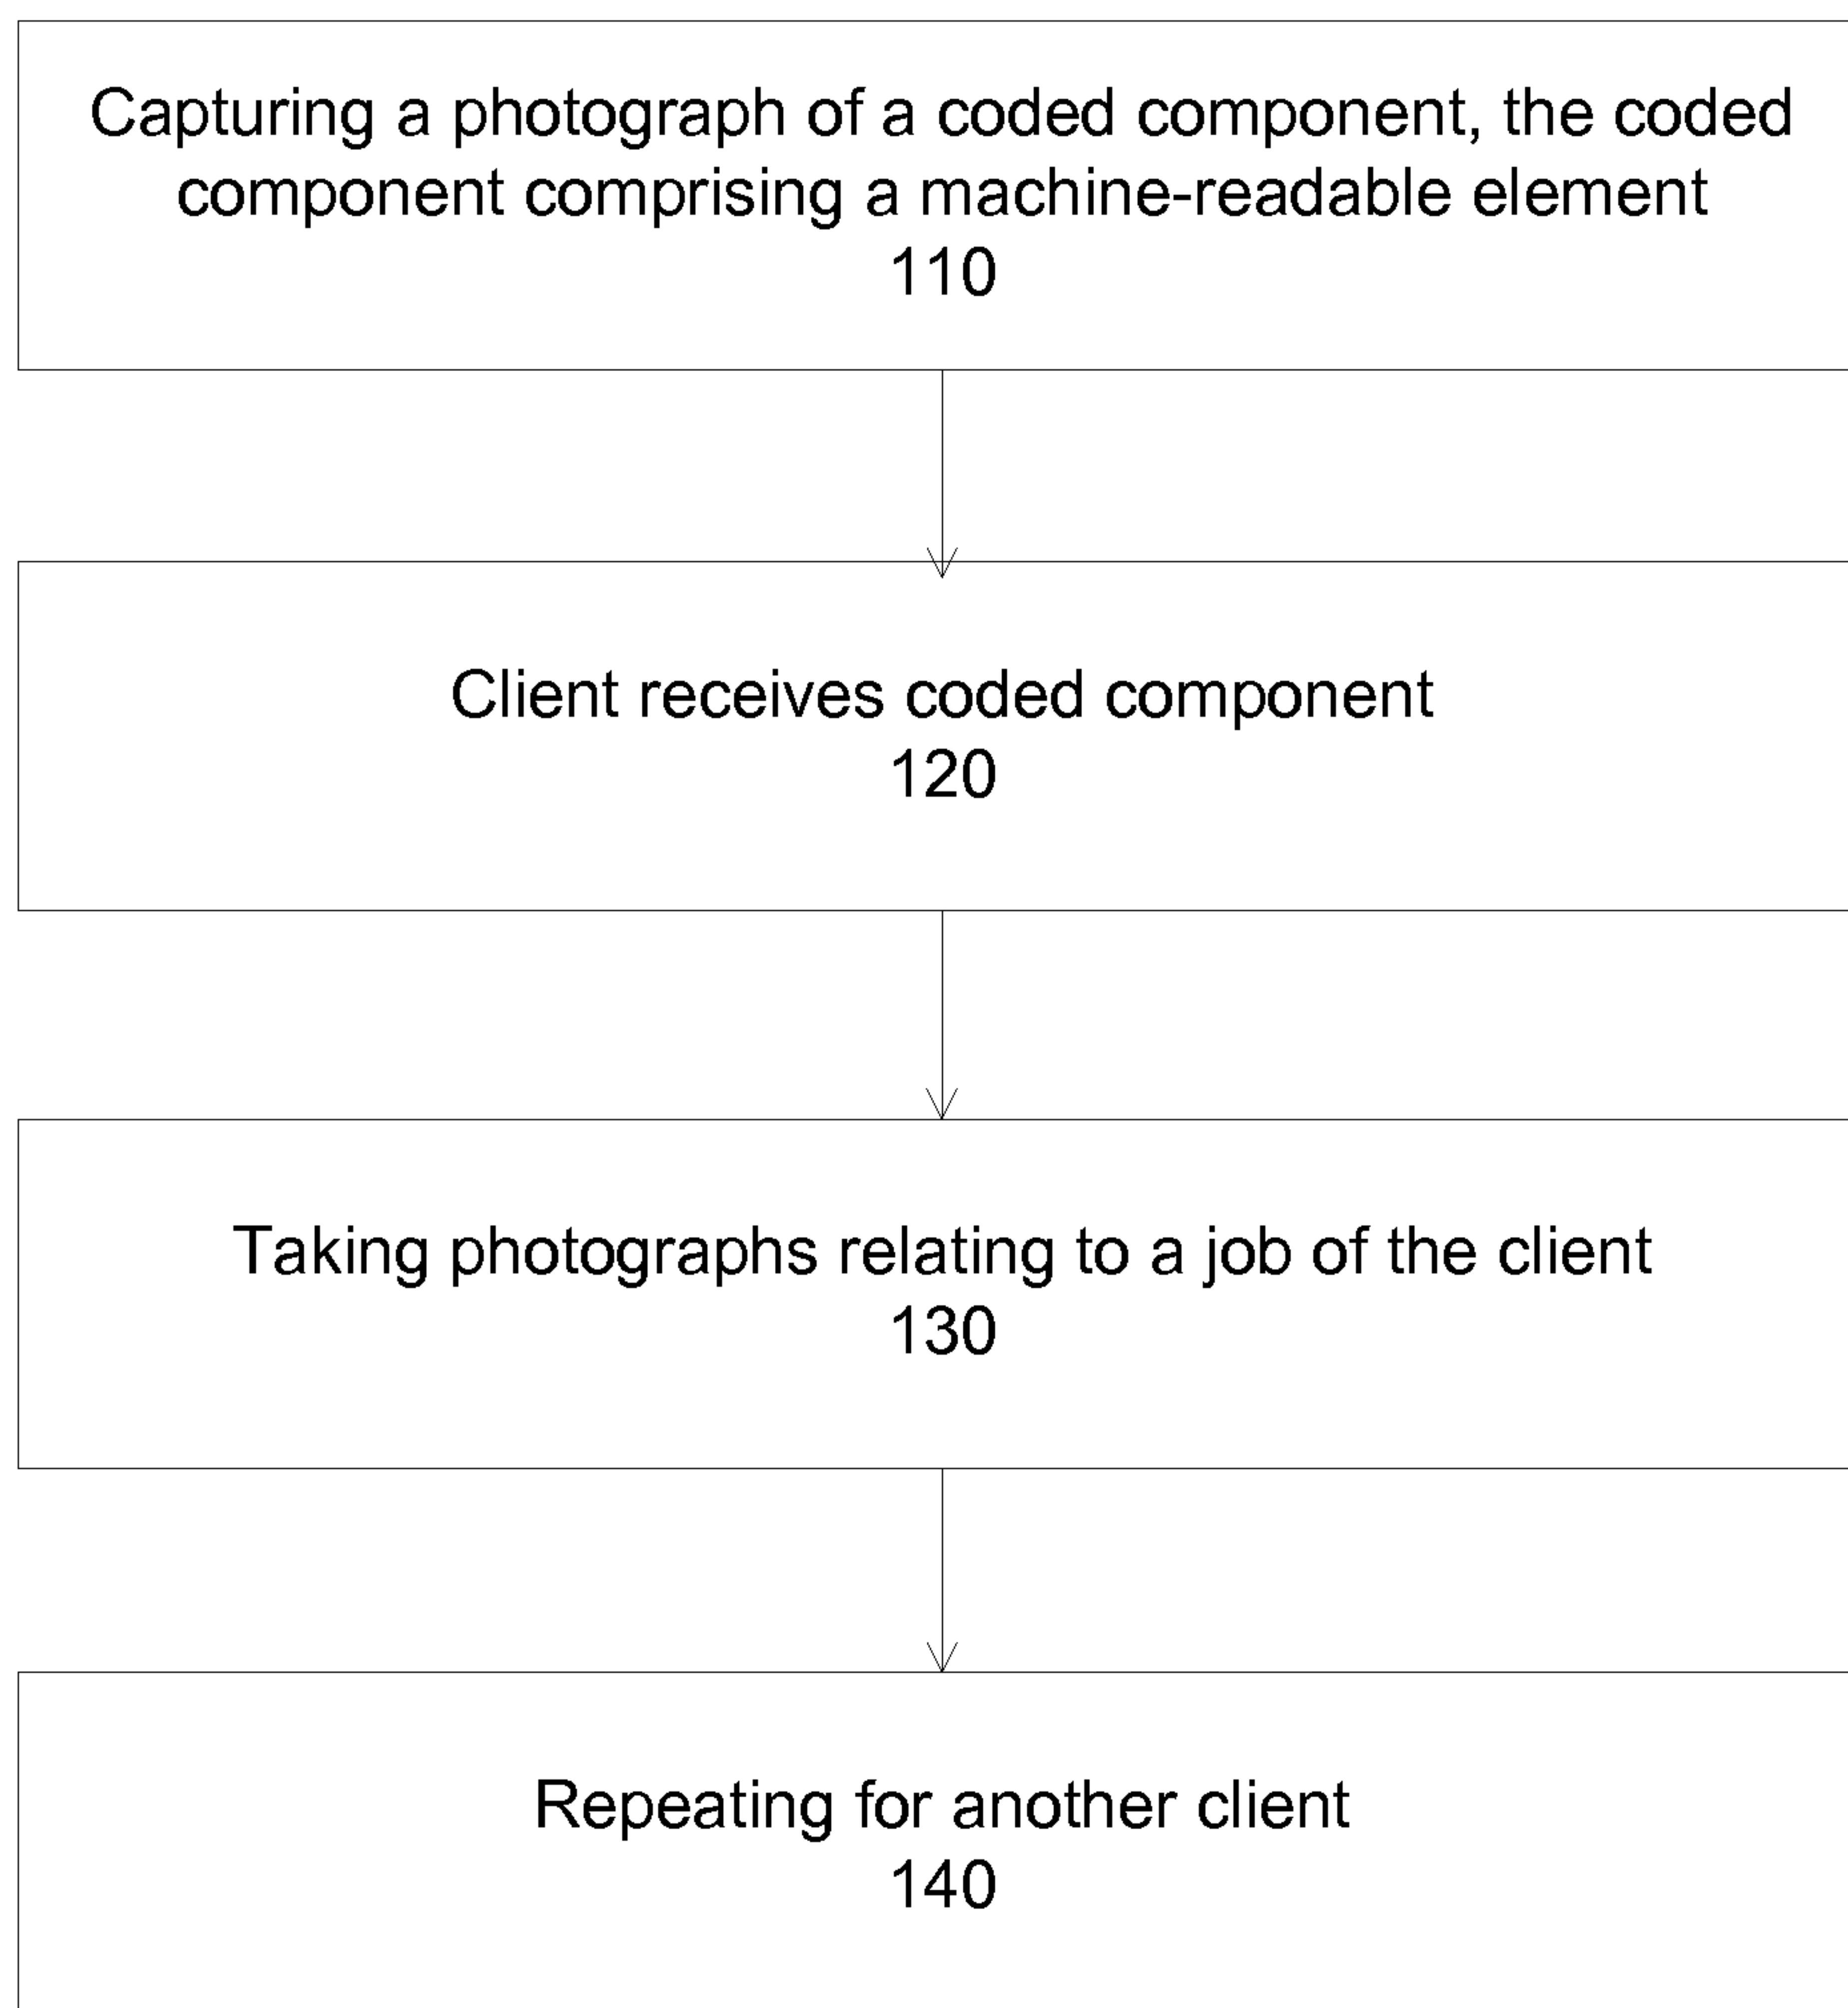 Capturing a photograph of a coded component, the coded
component comprising a machine-readable element
110
Client receives coded component
120
Taking photographs relating to a job of the client
130
Repeating for another client
140